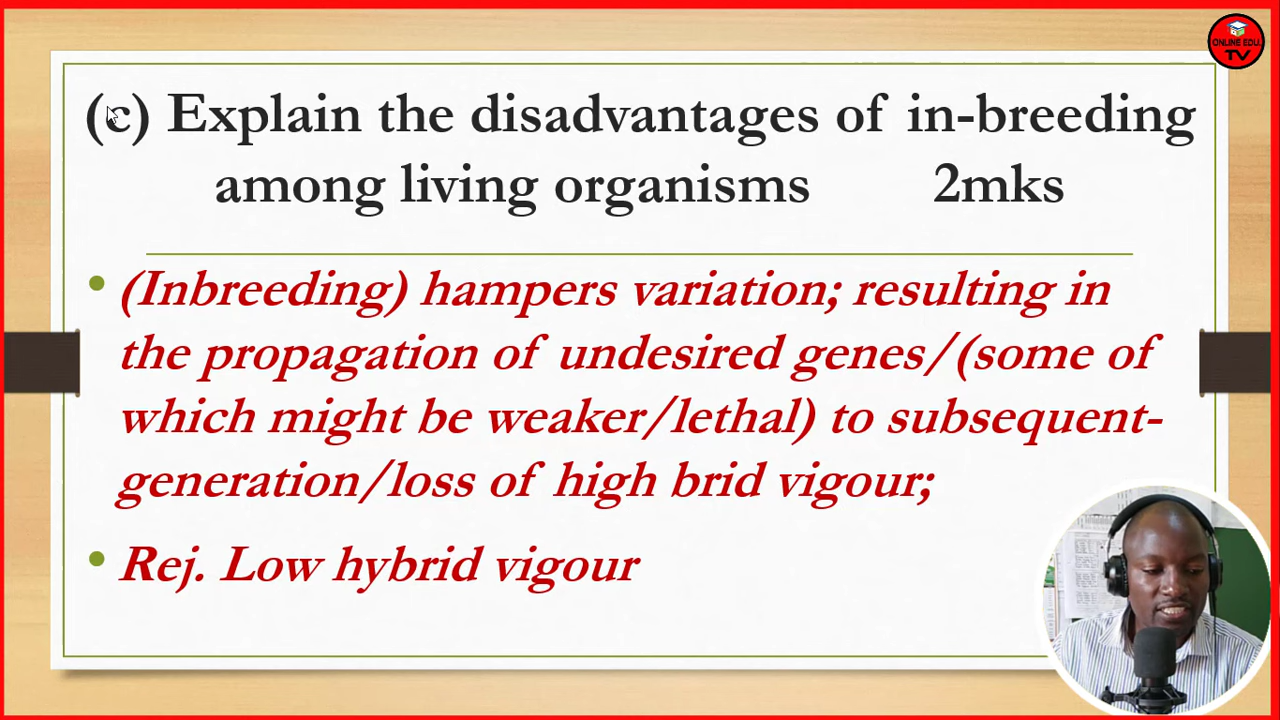 ONLINE EDU.
TV
(c) Explain the disadvantages of in-breeding
among living organisms 2mks
• (Inbreeding) hampers variation; resulting in
the propagation of undesired genes/(some of
which might be weaker/lethal) to subsequent-
generation/loss of high brid vigour;
• Rej. Low hybrid vigour